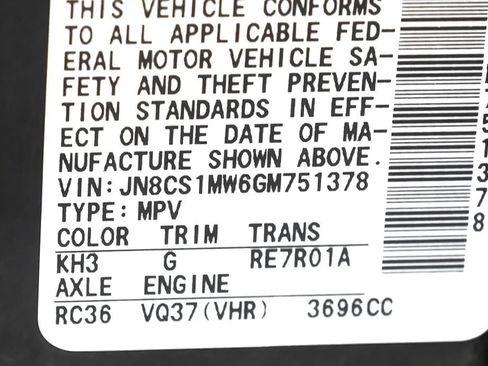 THIS VEHICLE CONFORMS
TO ALL APPLICABLE FED-
ERAL MOTOR VEHICLE SA-
FETY AND THEFT PREVEN-
TION STANDARDS IN EFF-
ECT ON THE DATE OF MA-
NUFACTURE SHOWN ABOVE.
VIN:JN8CS1MW6GM751378
TYPE:MPV
COLOR TRIM TRANS
KH3 G RE7R01A
AXLE ENGINE
RC36 VQ37(VHR) 3696CC
751378